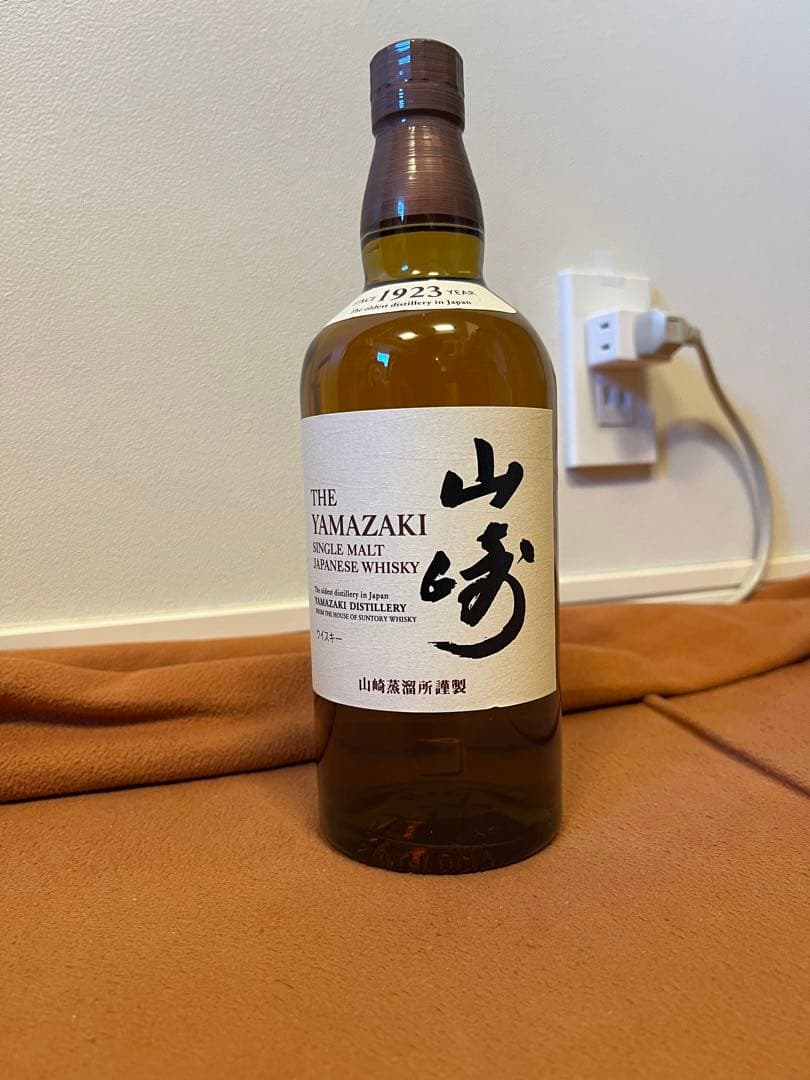 SINCE 1923 YEAR
The oldest distillery in Japan
THE
YAMAZAKI
SINGLE MALT
JAPANESE WHISKY
The oldest distillery in Japan
YAMAZAKI DISTILLERY
FROM THE HOUSE OF SUNTORY WHISKY
ウイスキー
山崎
山崎蒸溜所謹製